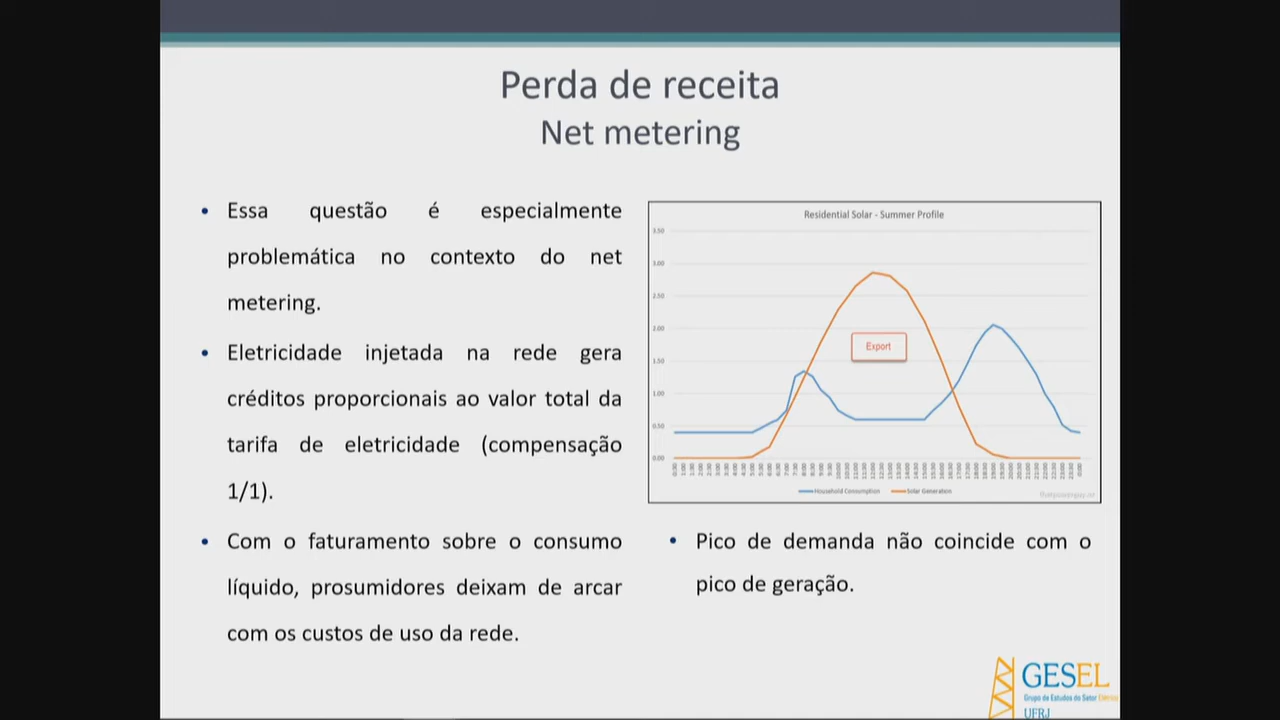 Perda de receita
Net metering
• Essa questão é especialmente
problemática no contexto do net
metering.
• Eletricidade injetada na rede gera
créditos proporcionais ao valor total da
tarifa de eletricidade (compensação
1/1).
• Com o faturamento sobre o consumo
líquido, prosumidores deixam de arcar
com os custos de uso da rede.
Residential Solar - Summer Profile
3.50
3.00
2.50
2.00
1.50
1.00
0.50
0.00
Export
Household Consumption
Solar Generation
• Pico de demanda não coincide com o
pico de geração.
GESEL
Grupo de Estudos do Setor Elétrico
UFRJ